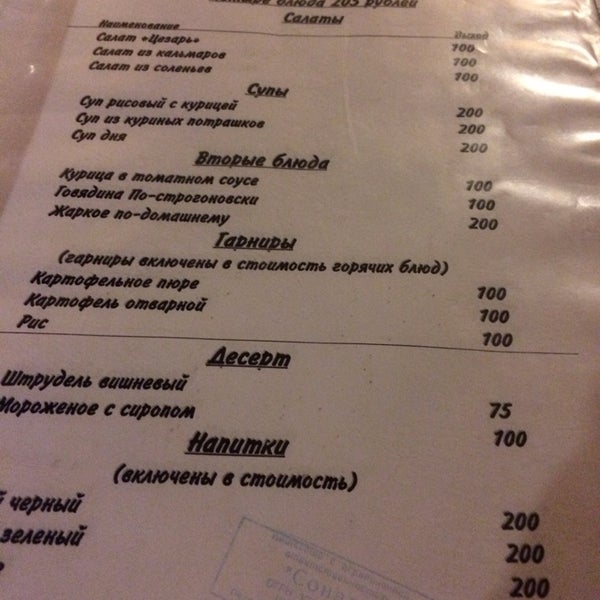 блюда 205 рублей
Салаты
Наименование Выход
Салат «Цезарь» 100
Салат из кальмаров 100
Салат из соленьев 100
Супы
Суп рисовый с курицей 200
Суп из куриных потрашков 200
Суп дня 200
Вторые блюда
Курица в томатном соусе 100
Говядина По-строгоновски 100
Жаркое по-домашнему 200
Гарниры
(гарниры включены в стоимость горячих блюд)
Картофельное пюре 100
Картофель отварной 100
Рис 100
Десерт
Штрудель вишневый 75
Мороженое с сиропом 100
Напитки
(включены в стоимость)
й черный 200
зеленый 200
200